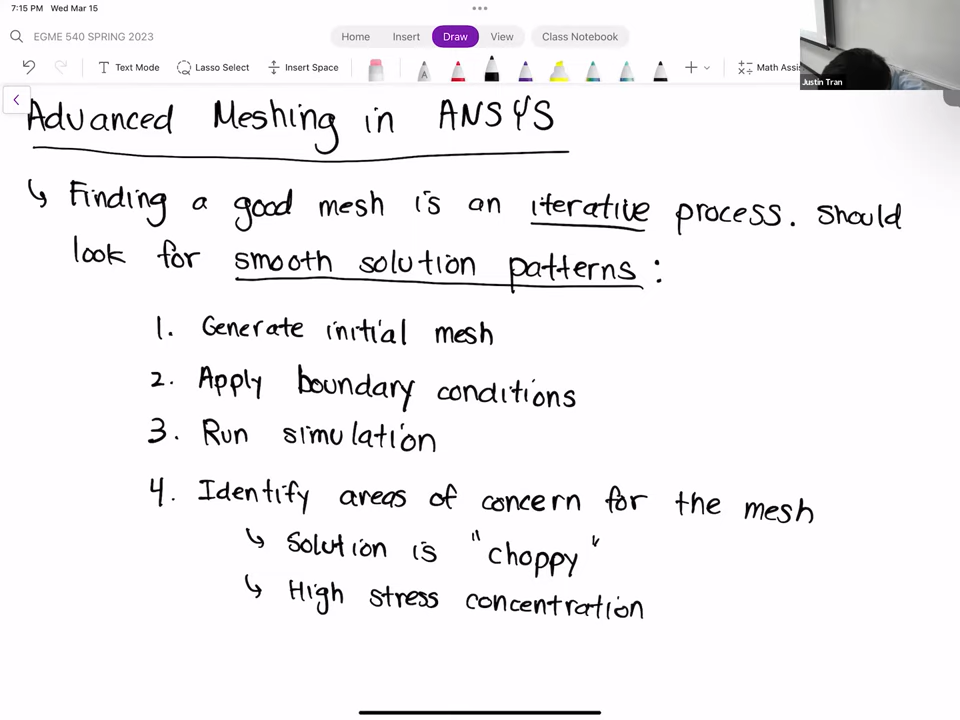 7:15 PM Wed Mar 15
EGME 540 SPRING 2023
Home Insert Draw View Class Notebook
Text Mode Lasso Select Insert Space Math Assis
Justin Tran
Advanced Meshing in ANSYS
↳ Finding a good mesh is an iterative process. Should
look for smooth solution patterns:
1. Generate initial mesh
2. Apply boundary conditions
3. Run simulation
4. Identify areas of concern for the mesh
↳ Solution is "choppy"
↳ High stress concentration